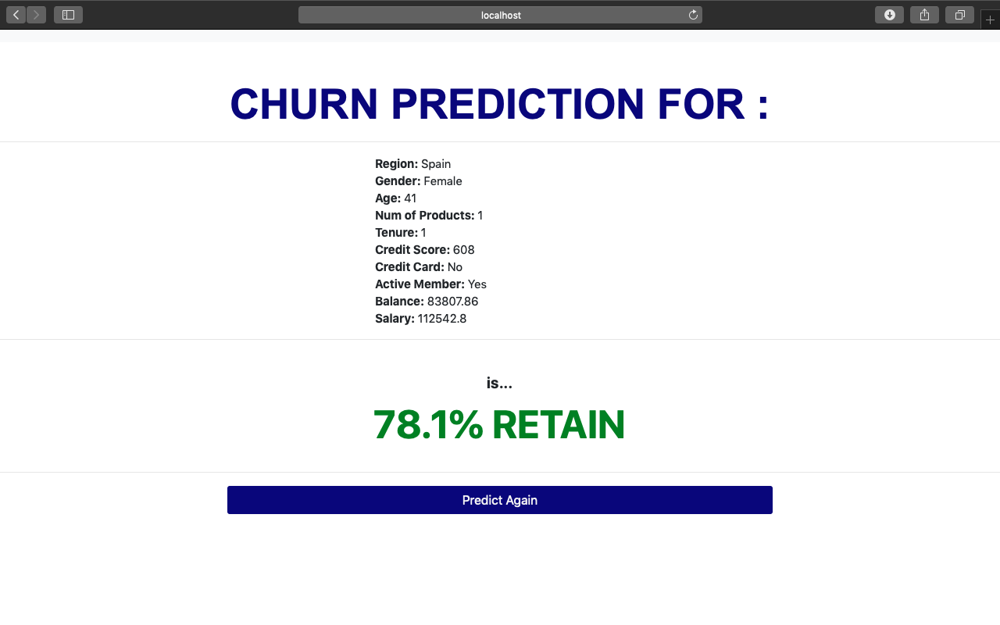 localhost
CHURN PREDICTION FOR :
Region: Spain
Gender: Female
Age: 41
Num of Products: 1
Tenure: 1
Credit Score: 608
Credit Card: No
Active Member: Yes
Balance: 83807.86
Salary: 112542.8
is...
78.1% RETAIN
Predict Again